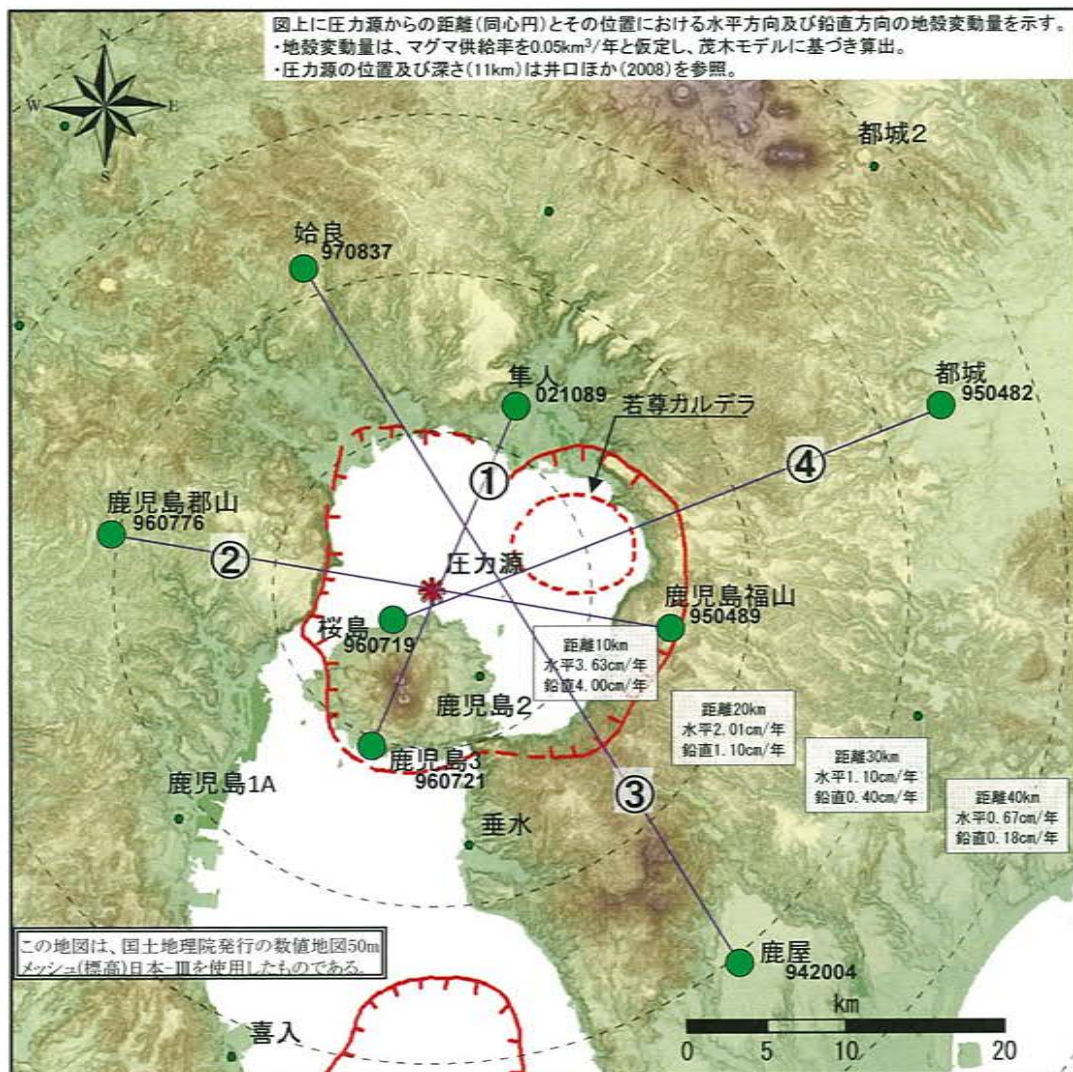 図上に圧力源からの距離(同心円)とその位置における水平方向及び鉛直方向の地殻変動量を示す。
・地殻変動量は、マグマ供給率を0.05km³/年と仮定し、茂木モデルに基づき算出。
・圧力源の位置及び深さ(11km)は井口ほか(2008)を参照。
N
W
E
S
都城2
姶良
970837
隼人
021089
若尊カルデラ
都城
950482
①
④
鹿児島郡山
960776
②
圧力源
鹿児島福山
950489
桜島
960719
距離10km
水平3.63cm/年
鉛直4.00cm/年
鹿児島2
距離20km
水平2.01cm/年
鉛直1.10cm/年
鹿児島3
960721
距離30km
水平1.10cm/年
鉛直0.40cm/年
鹿児島1A
③
距離40km
水平0.67cm/年
鉛直0.18cm/年
垂水
この地図は、国土地理院発行の数値地図50m
メッシュ(標高)日本-Ⅲを使用したものである。
鹿屋
942004
km
0 5 10 20
喜入